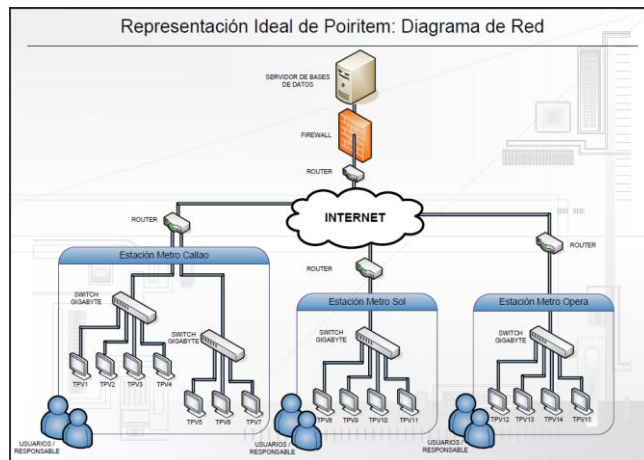 Representación Ideal de Poiritem: Diagrama de Red
SERVIDOR DE BASES
DE DATOS
FIREWALL
ROUTER
INTERNET
ROUTER
ROUTER
ROUTER
Estación Metro Callao
SWITCH
GIGABYTE
SWITCH
GIGABYTE
TPV1
TPV2
TPV3
TPV4
TPV5
TPV6
TPV7
USUARIOS /
RESPONSABLE
Estación Metro Sol
SWITCH
GIGABYTE
TPV8
TPV9
TPV10
TPV11
USUARIOS /
RESPONSABLE
Estación Metro Opera
SWITCH
GIGABYTE
TPV12
TPV13
TPV14
TPV15
USUARIOS /
RESPONSABLE